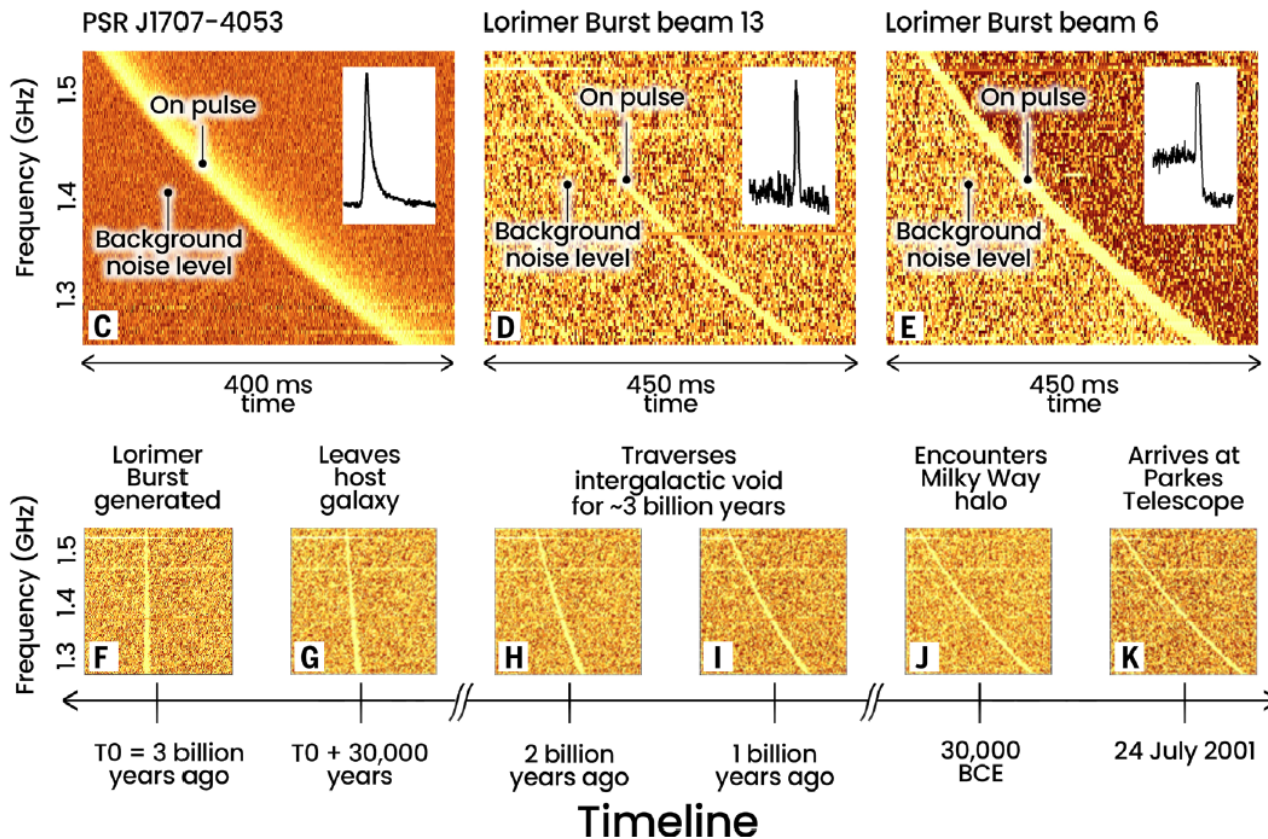 PSR J1707-4053
Lorimer Burst beam 13
Lorimer Burst beam 6
Frequency (GHz)
1.5
1.4
1.3
On pulse
Background
noise level
C
On pulse
Background
noise level
D
On pulse
Background
noise level
E
400 ms
time
450 ms
time
450 ms
time
Lorimer
Burst
generated
Leaves
host
galaxy
Traverses
intergalactic void
for ~3 billion years
Encounters
Milky Way
halo
Arrives at
Parkes
Telescope
Frequency (GHz)
1.5
1.4
1.3
F
G
H
I
J
K
T0 = 3 billion
years ago
T0 + 30,000
years
2 billion
years ago
1 billion
years ago
30,000
BCE
24 July 2001
Timeline